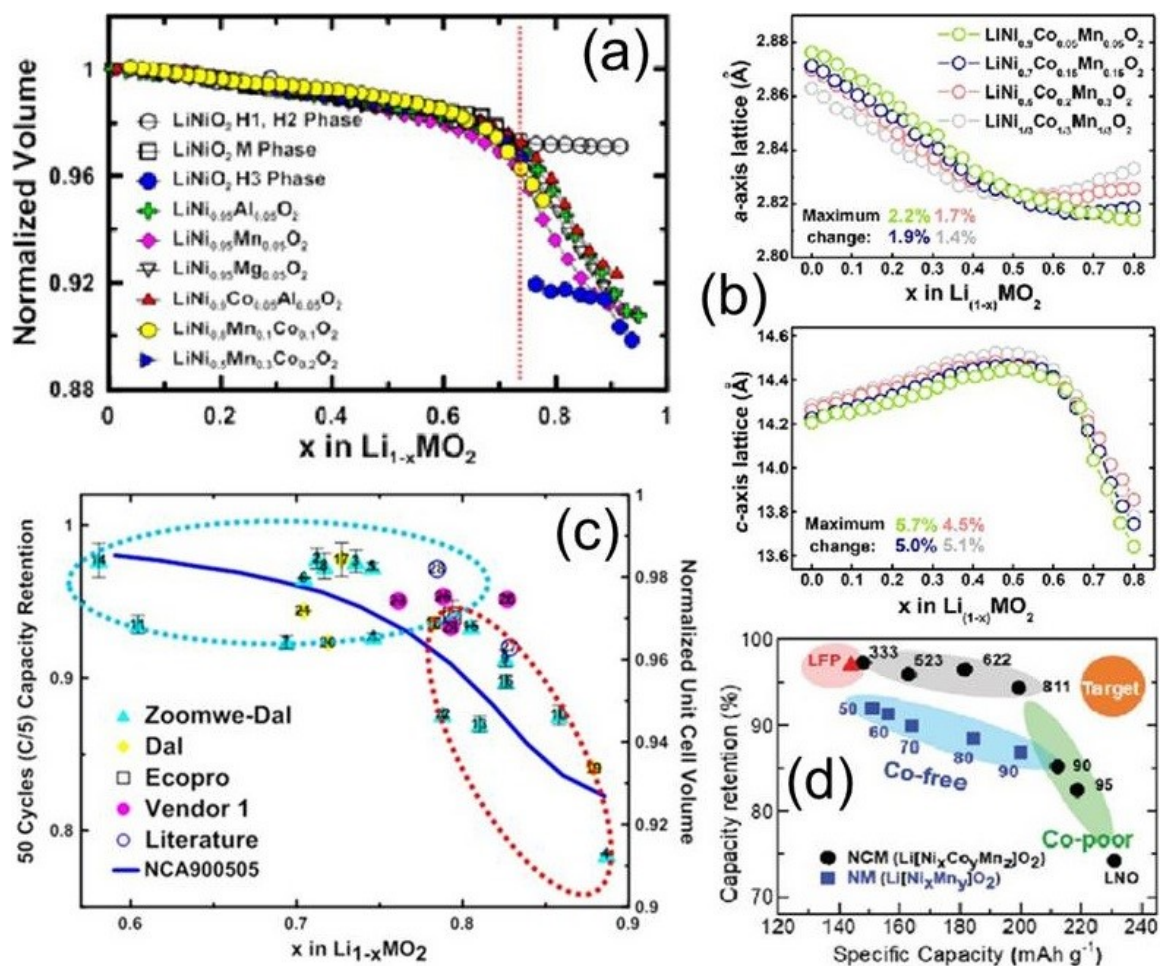 (a)
Normalized Volume
1
0.96
0.92
0.88
LiNiO2 H1, H2 Phase
LiNiO2 M Phase
LiNiO2 H3 Phase
LiNi0.95Al0.05O2
LiNi0.95Mn0.05O2
LiNi0.95Mg0.05O2
LiNi0.9Co0.05Al0.05O2
LiNi0.8Mn0.1Co0.1O2
LiNi0.5Mn0.3Co0.2O2
0 0.2 0.4 0.6 0.8 1
x in Li1-xMO2
(b)
a-axis lattice (Å)
2.88
2.86
2.84
2.82
2.80
LiNi0.9Co0.05Mn0.05O2
LiNi0.7Co0.15Mn0.15O2
LiNi0.5Co0.2Mn0.3O2
LiNi1/3Co1/3Mn1/3O2
Maximum 2.2% 1.7%
change: 1.9% 1.4%
0.0 0.1 0.2 0.3 0.4 0.5 0.6 0.7 0.8
x in Li(1-x)MO2
c-axis lattice (Å)
14.4
14.2
14.0
13.8
13.6
Maximum 5.7% 4.5%
change: 5.0% 5.1%
0.0 0.1 0.2 0.3 0.4 0.5 0.6 0.7 0.8
x in Li(1-x)MO2
(c)
50 Cycles (C/5) Capacity Retention
1
0.9
0.8
17
28
27
19
Zoomwe-Dal
Dal
Ecopro
Vendor 1
Literature
NCA900505
Normalized Unit Cell Volume
1
0.98
0.96
0.94
0.92
0.9
0.6 0.7 0.8 0.9
x in Li1-xMO2
(d)
Capacity retention (%)
100
90
80
70
LFP
333
523
622
811
Target
50
60
70
80
90
Co-free
90
95
Co-poor
LNO
NCM (Li[NixCoyMnz]O2)
NM (Li[NixMny]O2)
120 140 160 180 200 220 240
Specific Capacity (mAh g-1)